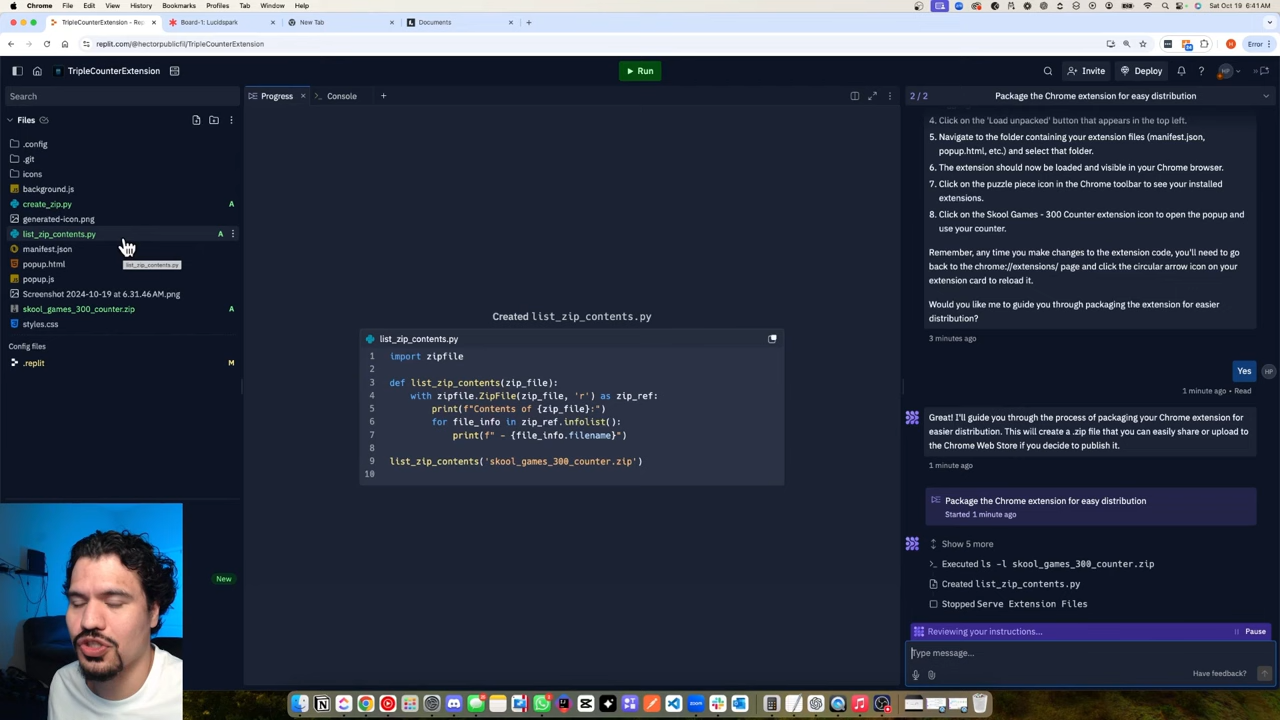 Chrome File Edit View History Bookmarks Profiles Tab Window Help
Sat Oct 19 6:41 AM
TripleCounterExtension - Rep
Board-1: Lucidspark
New Tab
Documents
replit.com/@hectorpublicfil/TripleCounterExtension
Error
TripleCounterExtension
Run
Invite
Deploy
HP
Search
Progress
Console
2 / 2
Package the Chrome extension for easy distribution
Files
.config
.git
icons
background.js
create_zip.py
A
generated-icon.png
list_zip_contents.py
A
manifest.json
list_zip_contents.py
popup.html
popup.js
Screenshot 2024-10-19 at 6.31.46 AM.png
skool_games_300_counter.zip
A
styles.css
Config files
.replit
M
New
Created list_zip_contents.py
list_zip_contents.py
1 import zipfile
2
3 def list_zip_contents(zip_file):
4 with zipfile.ZipFile(zip_file, 'r') as zip_ref:
5 print(f"Contents of {zip_file}:")
6 for file_info in zip_ref.infolist():
7 print(f" - {file_info.filename}")
8
9 list_zip_contents('skool_games_300_counter.zip')
10
4. Click on the 'Load unpacked' button that appears in the top left.
5. Navigate to the folder containing your extension files (manifest.json,
popup.html, etc.) and select that folder.
6. The extension should now be loaded and visible in your Chrome browser.
7. Click on the puzzle piece icon in the Chrome toolbar to see your installed
extensions.
8. Click on the Skool Games - 300 Counter extension icon to open the popup and
use your counter.
Remember, any time you make changes to the extension code, you'll need to go
back to the chrome://extensions/ page and click the circular arrow icon on your
extension card to reload it.
Would you like me to guide you through packaging the extension for easier
distribution?
3 minutes ago
Yes
HP
1 minute ago • Read
Great! I'll guide you through the process of packaging your Chrome extension for
easier distribution. This will create a .zip file that you can easily share or upload to
the Chrome Web Store if you decide to publish it.
1 minute ago
Package the Chrome extension for easy distribution
Started 1 minute ago
Show 5 more
Executed ls -l skool_games_300_counter.zip
Created list_zip_contents.py
Stopped Serve Extension Files
Reviewing your instructions...
Pause
Type message...
Have feedback?